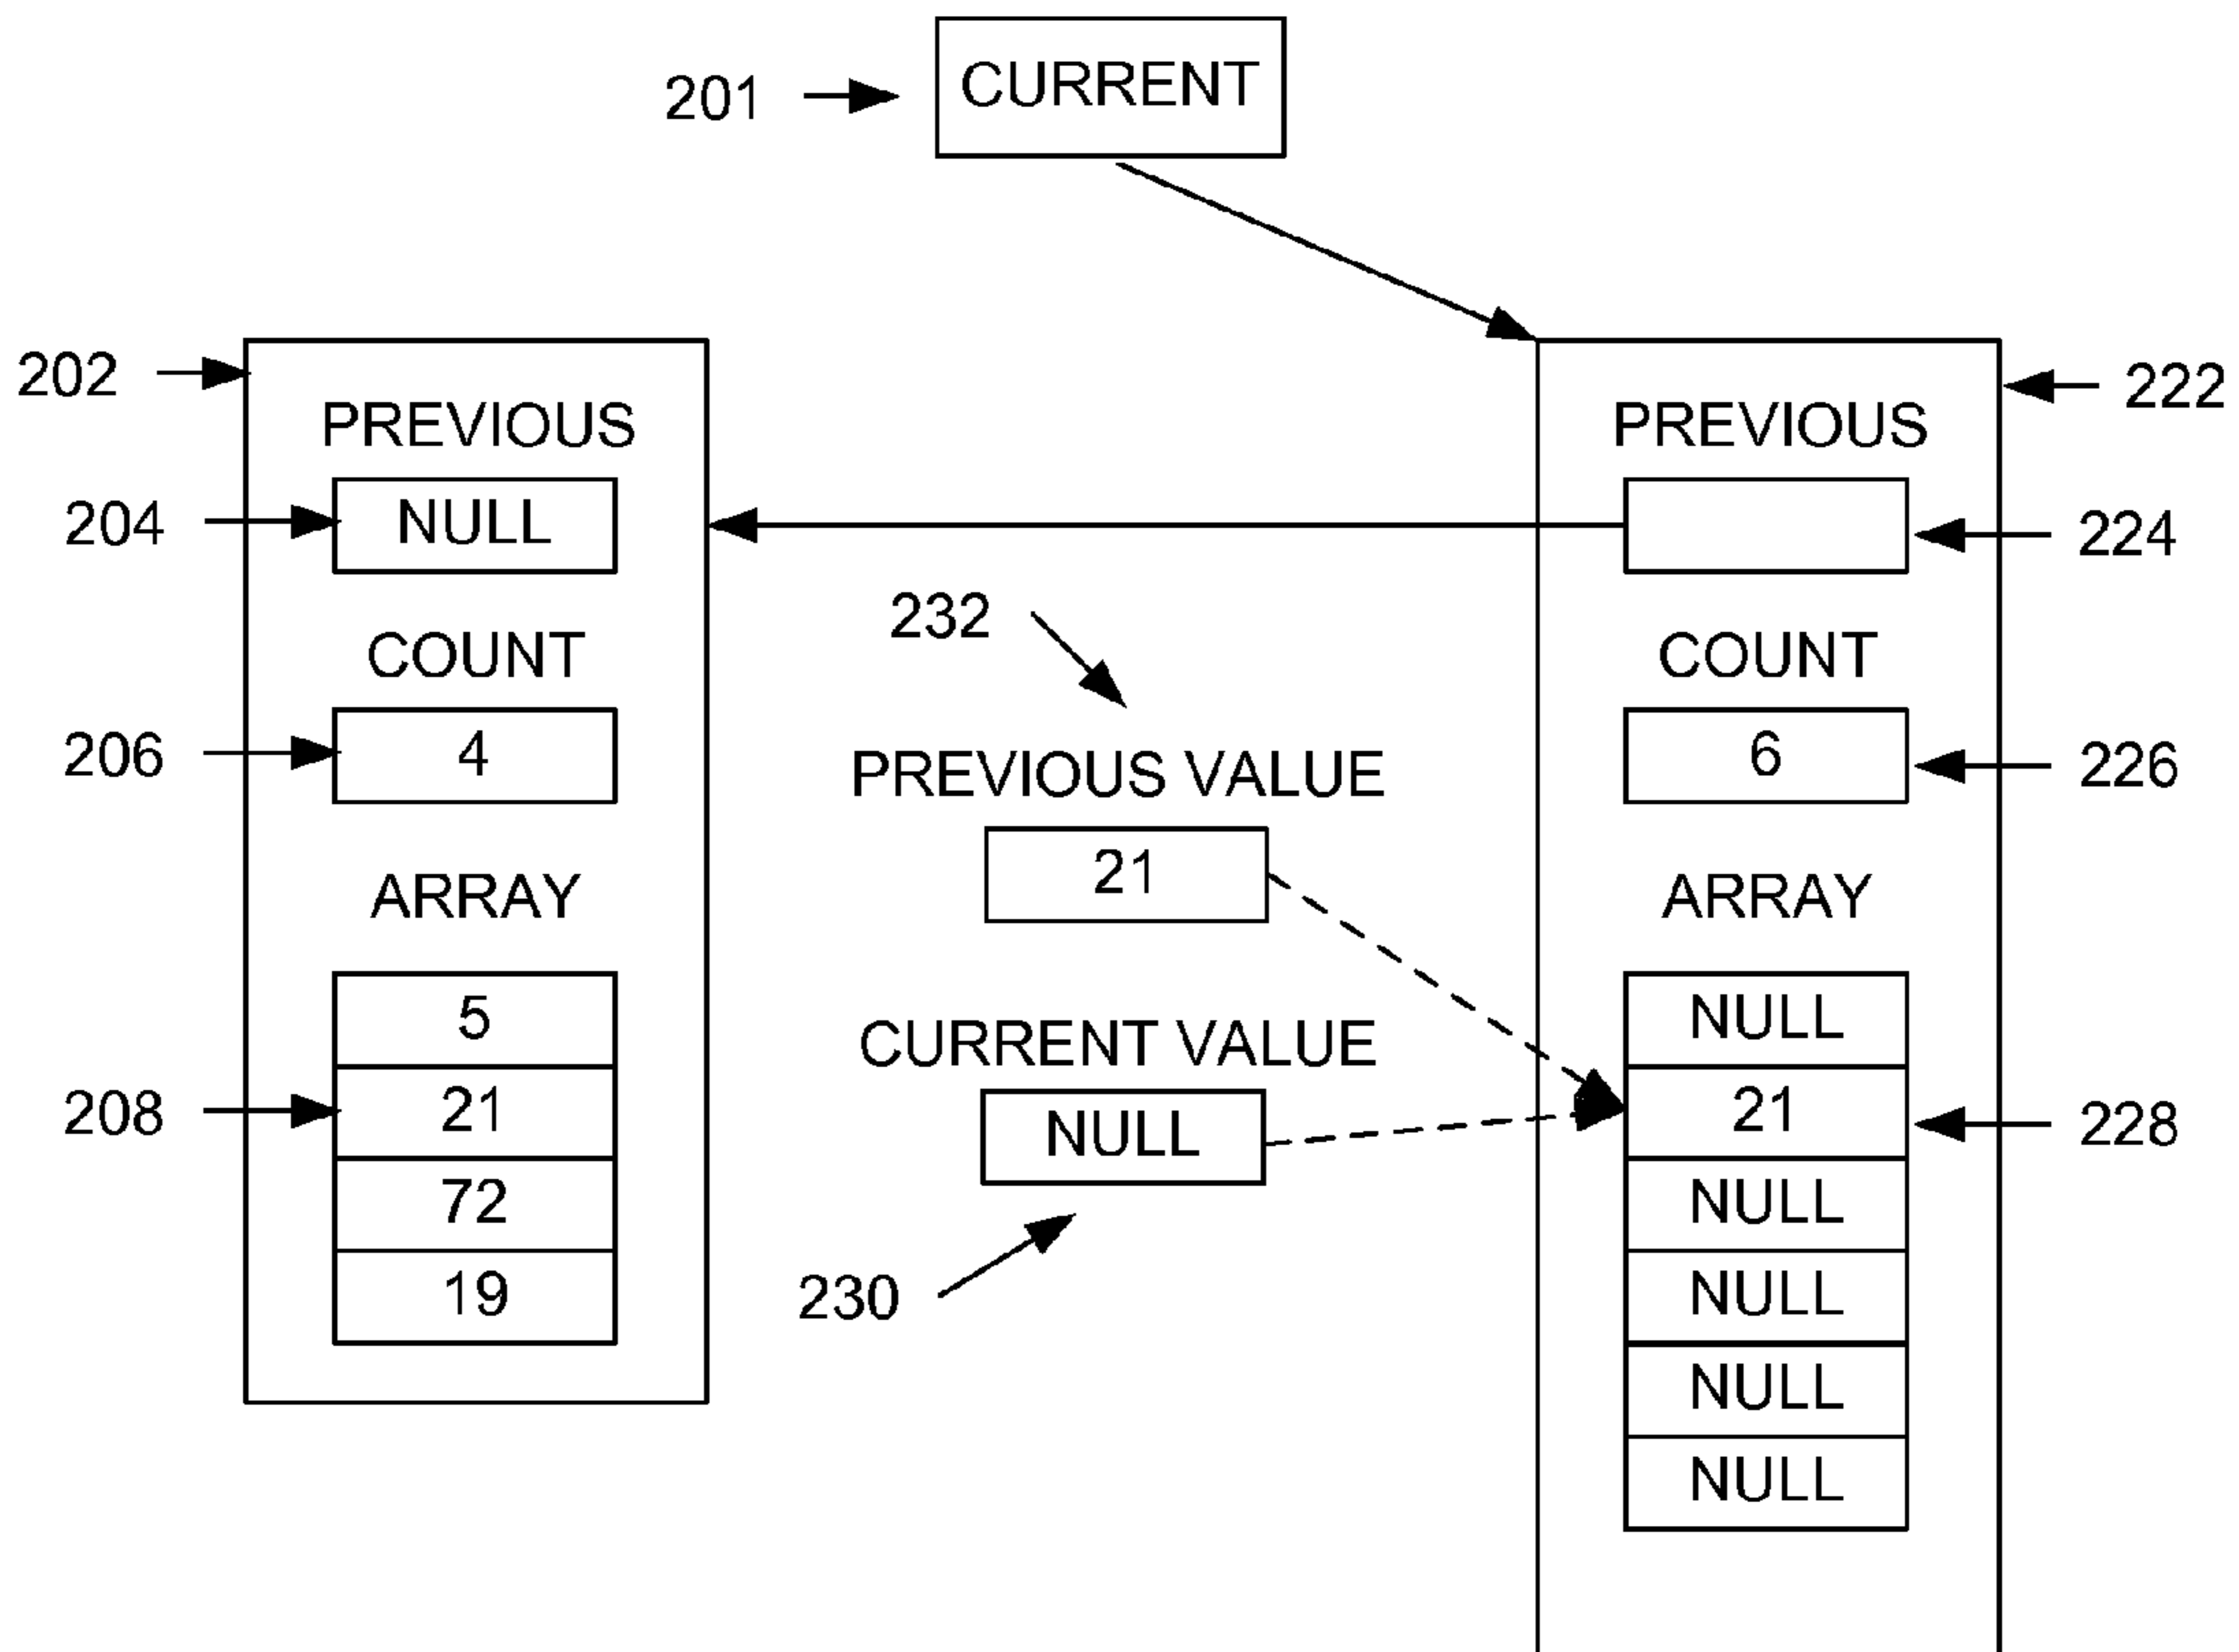 201
CURRENT
202
PREVIOUS
204
NULL
COUNT
206
4
ARRAY
208
5
21
72
19
232
PREVIOUS VALUE
21
CURRENT VALUE
NULL
230
222
PREVIOUS
224
COUNT
6
226
ARRAY
NULL
21
228
NULL
NULL
NULL
NULL